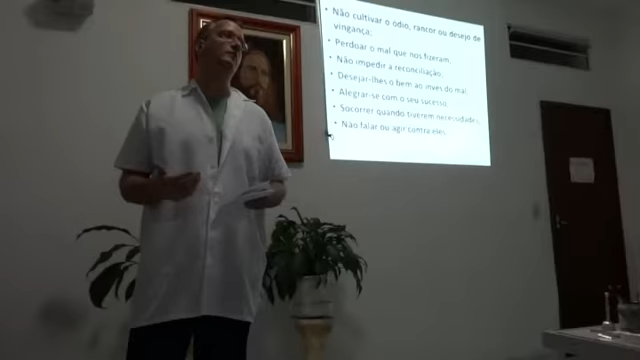 • Não cultivar o ódio, rancor ou desejo de
vingança;
• Perdoar o mal que nos fizeram;
• Não impedir a reconciliação;
• Desejar-lhes o bem ao invés do mal;
• Alegrar-se com o seu sucesso;
• Socorrer quando tiverem necessidades;
• Não falar ou agir contra eles.